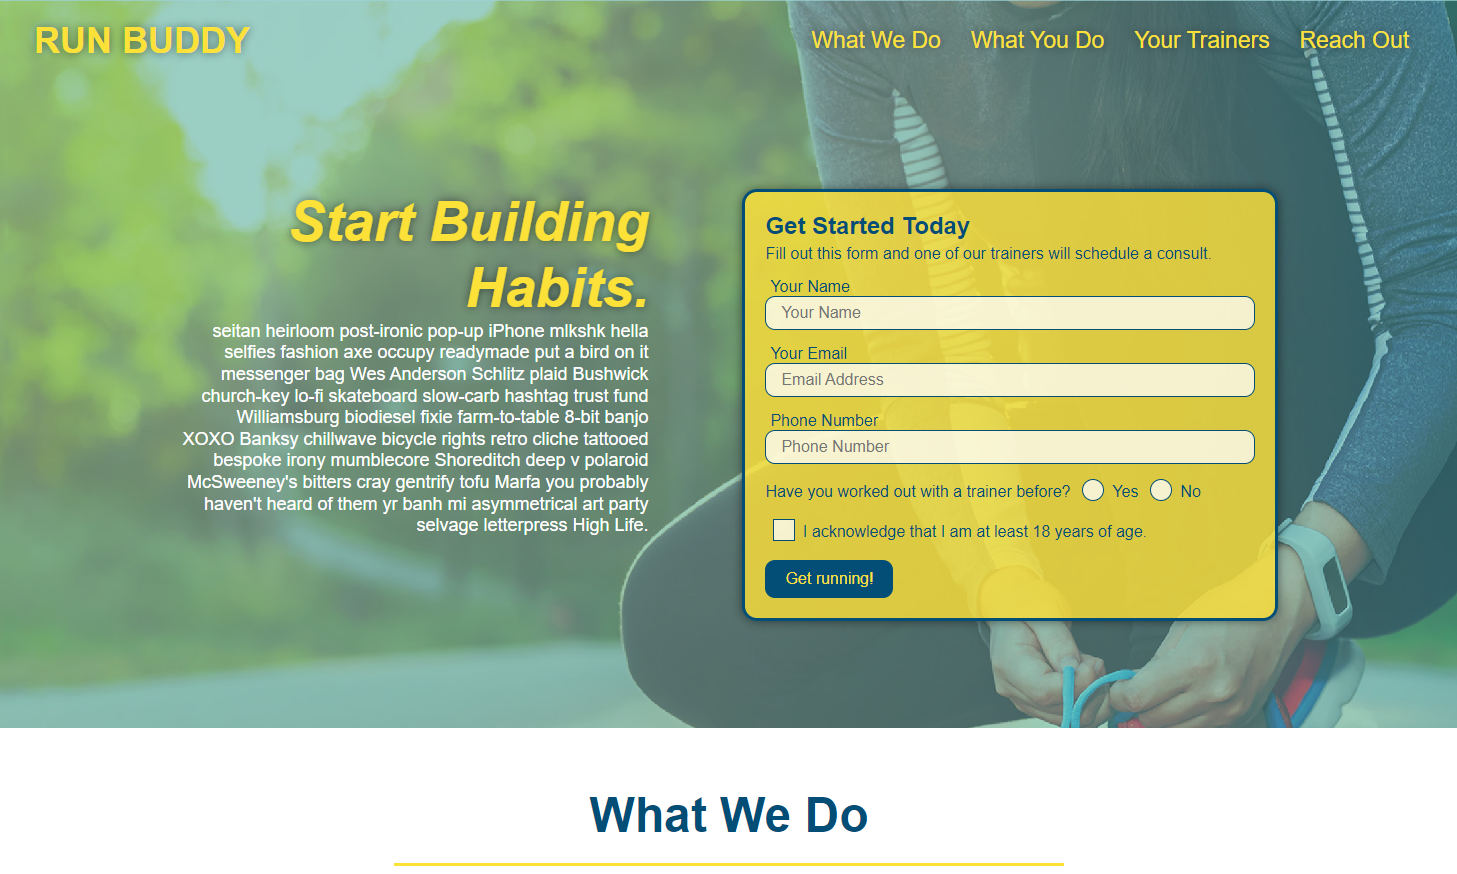 RUN BUDDY
What We Do
What You Do
Your Trainers
Reach Out
Start Building
Habits.
seitan heirloom post-ironic pop-up iPhone mlkshk hella
selfies fashion axe occupy readymade put a bird on it
messenger bag Wes Anderson Schlitz plaid Bushwick
church-key lo-fi skateboard slow-carb hashtag trust fund
Williamsburg biodiesel fixie farm-to-table 8-bit banjo
XOXO Banksy chillwave bicycle rights retro cliche tattooed
bespoke irony mumblecore Shoreditch deep v polaroid
McSweeney's bitters cray gentrify tofu Marfa you probably
haven't heard of them yr banh mi asymmetrical art party
selvage letterpress High Life.
Get Started Today
Fill out this form and one of our trainers will schedule a consult.
Your Name
Your Name
Your Email
Email Address
Phone Number
Phone Number
Have you worked out with a trainer before? Yes No
I acknowledge that I am at least 18 years of age.
Get running!
What We Do